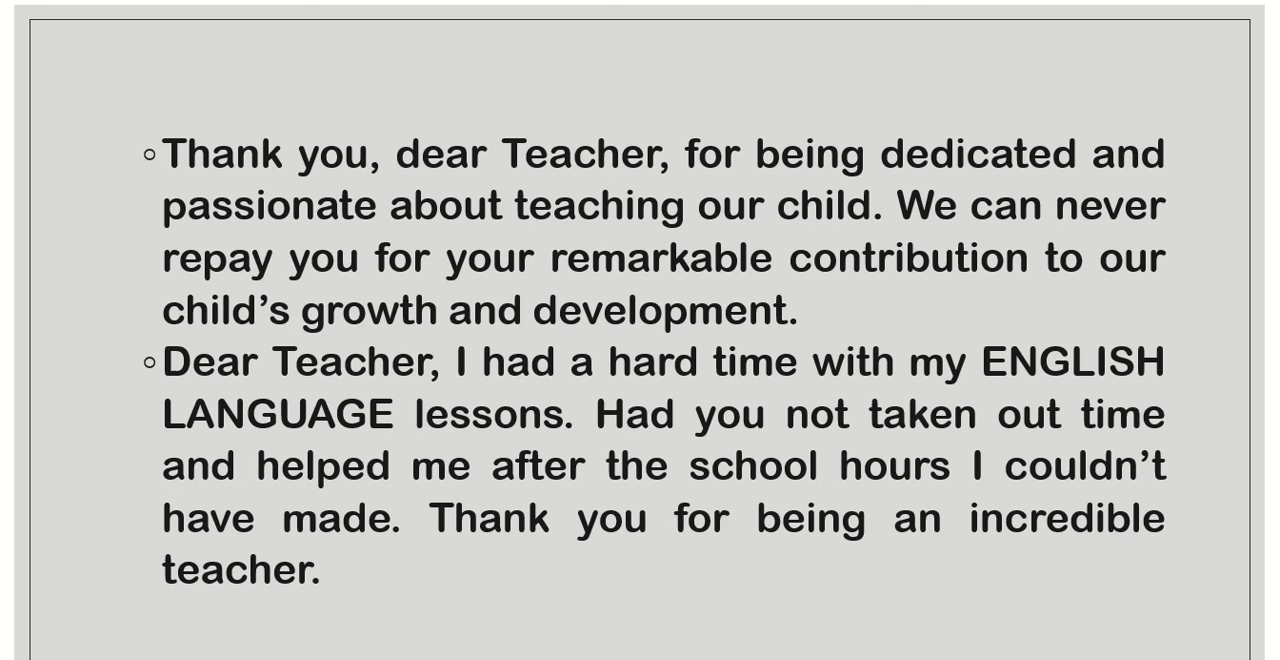 ◦Thank you, dear Teacher, for being dedicated and
passionate about teaching our child. We can never
repay you for your remarkable contribution to our
child’s growth and development.
◦Dear Teacher, I had a hard time with my ENGLISH
LANGUAGE lessons. Had you not taken out time
and helped me after the school hours I couldn’t
have made. Thank you for being an incredible
teacher.